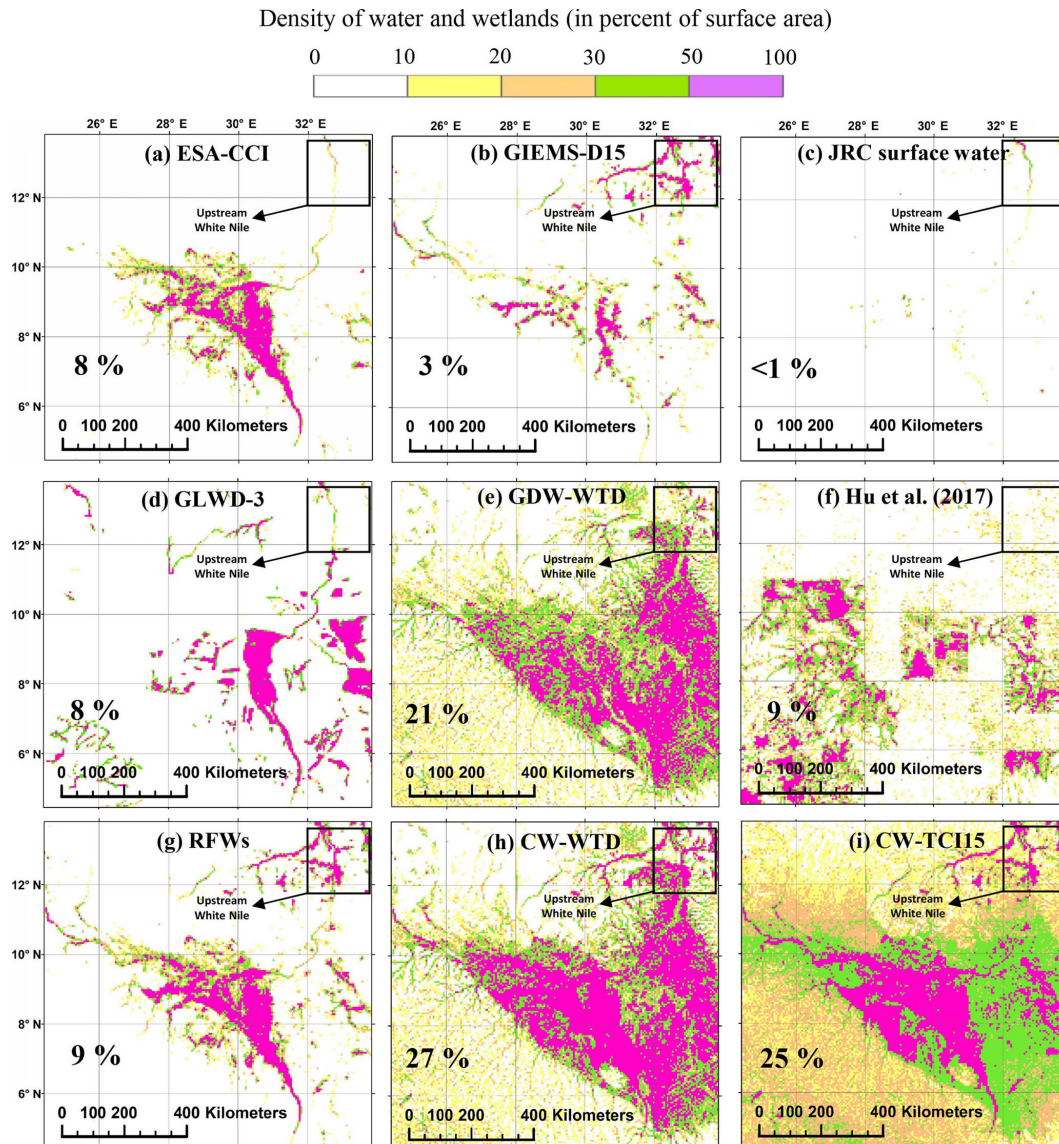 Density of water and wetlands (in percent of surface area)
0 10 20 30 50 100
26° E 28° E 30° E 32° E 26° E 28° E 30° E 32° E 26° E 28° E 30° E 32° E
(a) ESA-CCI
(b) GIEMS-D15
(c) JRC surface water
12° N
Upstream
White Nile
Upstream
White Nile
Upstream
White Nile
10° N
8° N
8 %
3 %
<1 %
6° N
0 100 200 400 Kilometers
0 100 200 400 Kilometers
0 100 200 400 Kilometers
(d) GLWD-3
(e) GDW-WTD
(f) Hu et al. (2017)
12° N
Upstream
White Nile
Upstream
White Nile
Upstream
White Nile
10° N
8° N
8 %
21 %
9 %
6° N
0 100 200 400 Kilometers
0 100 200 400 Kilometers
0 100 200 400 Kilometers
(g) RFWs
(h) CW-WTD
(i) CW-TCI15
12° N
Upstream
White Nile
Upstream
White Nile
Upstream
White Nile
10° N
8° N
9 %
27 %
25 %
6° N
0 100 200 400 Kilometers
0 100 200 400 Kilometers
0 100 200 400 Kilometers